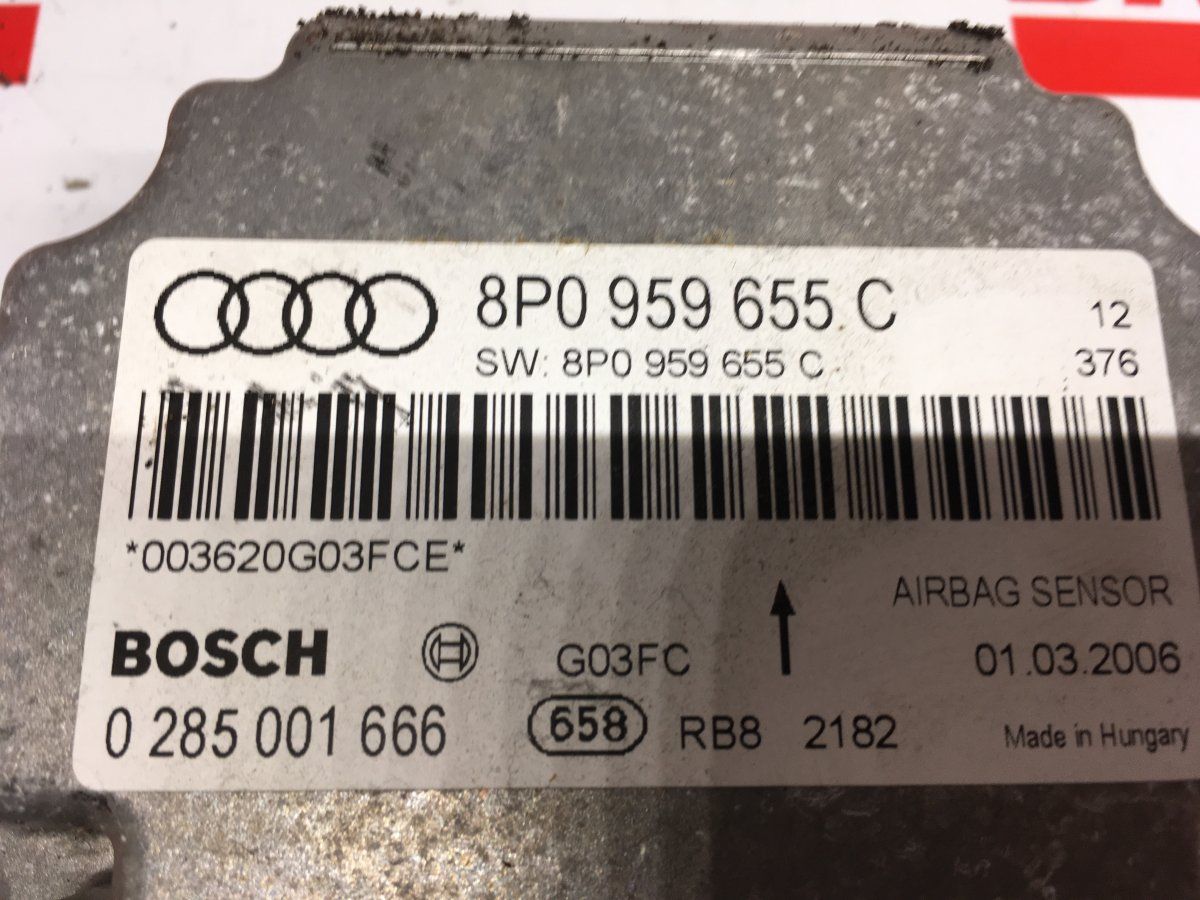 8P0 959 655 C
12
SW: 8P0 959 655 C
376
*003620G03FCE*
AIRBAG SENSOR
BOSCH
G03FC
01.03.2006
0 285 001 666
658
RB8 2182
Made in Hungary